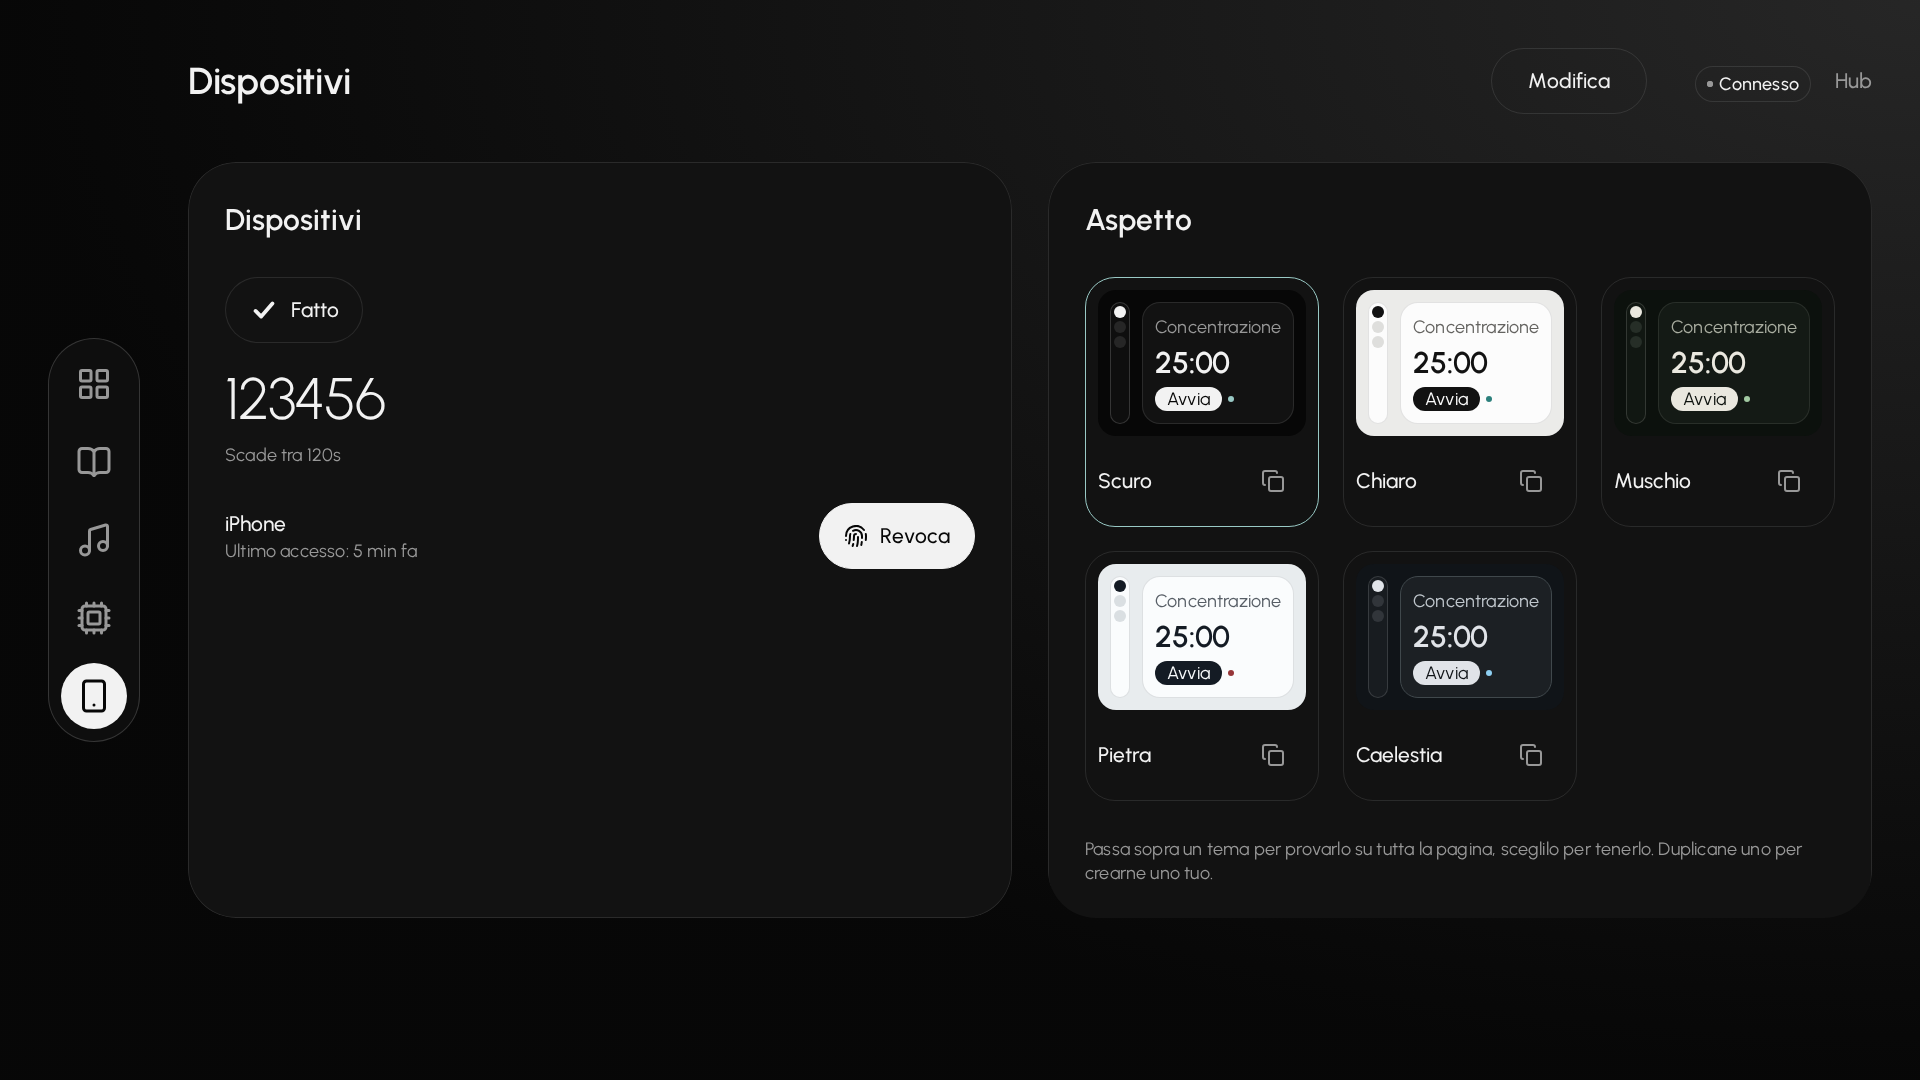 Dispositivi
Modifica
Connesso
Hub
Dispositivi
Fatto
123456
Scade tra 120s
iPhone
Ultimo accesso: 5 min fa
Revoca
Aspetto
Concentrazione
25:00
Avvia
Scuro
Concentrazione
25:00
Avvia
Chiaro
Concentrazione
25:00
Avvia
Muschio
Concentrazione
25:00
Avvia
Pietra
Concentrazione
25:00
Avvia
Caelestia
Passa sopra un tema per provarlo su tutta la pagina, sceglilo per tenerlo. Duplicane uno per
crearne uno tuo.